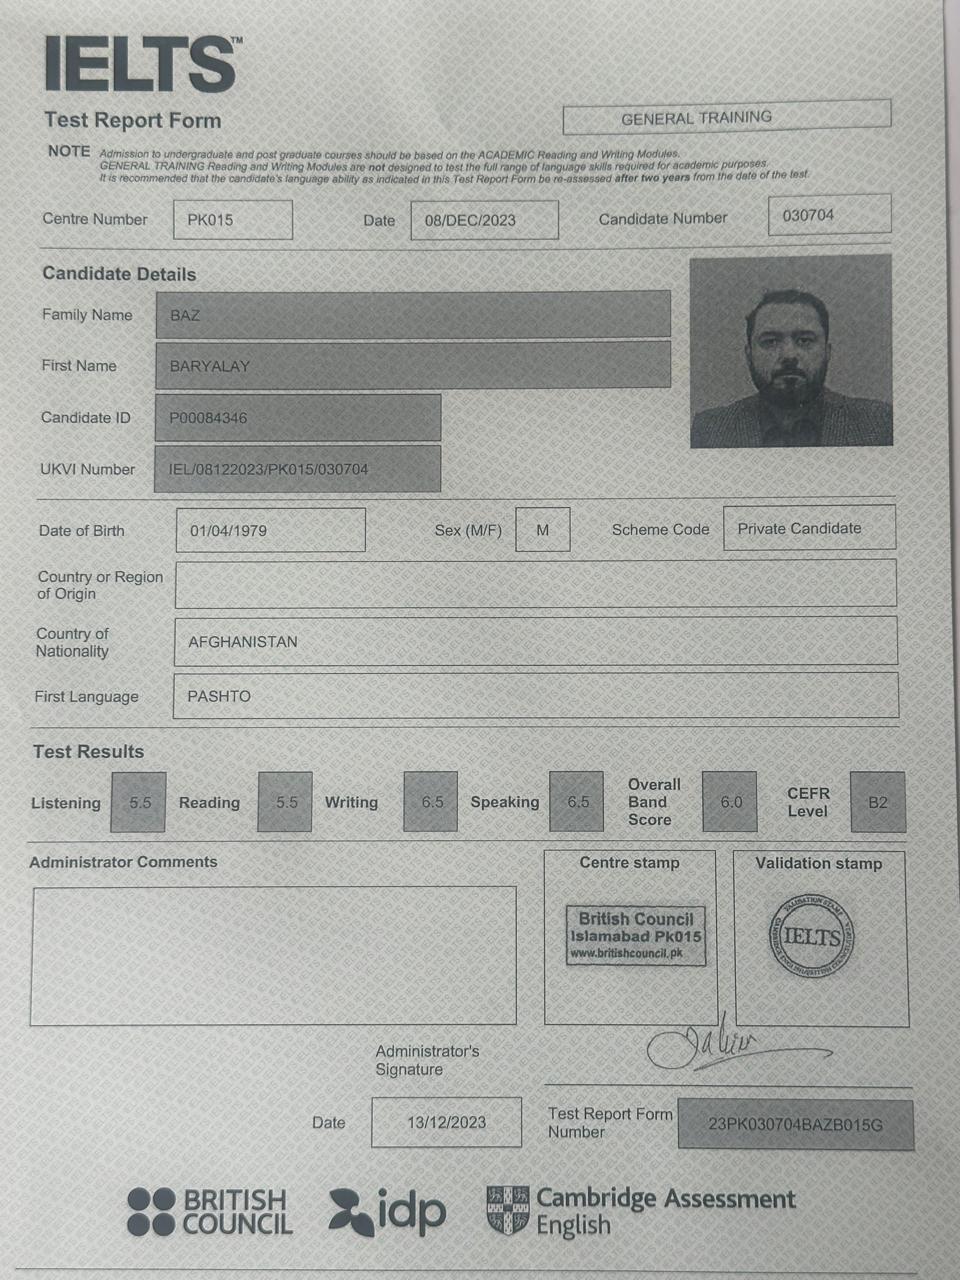 IELTS™
Test Report Form
GENERAL TRAINING
NOTE Admission to undergraduate and post graduate courses should be based on the ACADEMIC Reading and Writing Modules.
GENERAL TRAINING Reading and Writing Modules are not designed to test the full range of language skills required for academic purposes.
It is recommended that the candidate's language ability as indicated in this Test Report Form be re-assessed after two years from the date of the test.
Centre Number PK015 Date 08/DEC/2023 Candidate Number 030704
Candidate Details
Family Name BAZ
First Name BARYALAY
Candidate ID P00084346
UKVI Number IEL/08122023/PK015/030704
Date of Birth 01/04/1979 Sex (M/F) M Scheme Code Private Candidate
Country or Region
of Origin
Country of
Nationality AFGHANISTAN
First Language PASHTO
Test Results
Listening 5.5 Reading 5.5 Writing 6.5 Speaking 6.5 Overall Band Score 6.0 CEFR Level B2
Administrator Comments
Centre stamp
British Council
Islamabad Pk015
www.britishcouncil.pk
Validation stamp
VALIDATION STAMP
IELTS
Administrator's
Signature
Date 13/12/2023
Test Report Form
Number 23PK030704BAZB015G
BRITISH
COUNCIL
idp
Cambridge Assessment
English